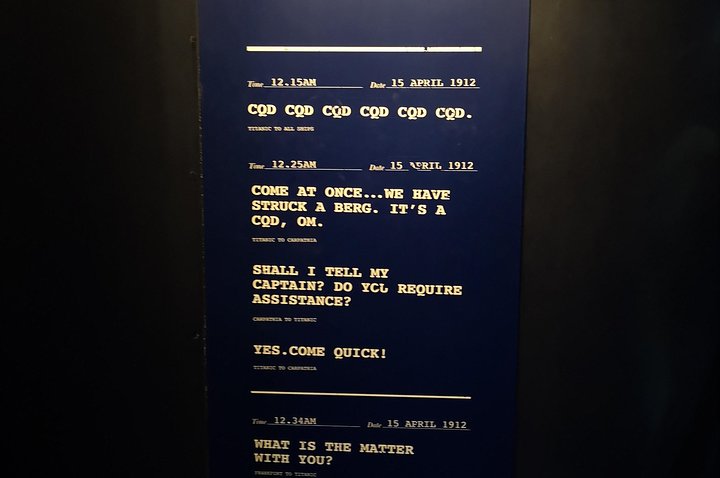 Time 12.15AM Date 15 APRIL 1912
CQD CQD CQD CQD CQD CQD.
TITANIC TO ALL SHIPS
Time 12.25AM Date 15 APRIL 1912
COME AT ONCE...WE HAVE
STRUCK A BERG. IT'S A
CQD, OM.
TITANIC TO CARPATHIA
SHALL I TELL MY
CAPTAIN? DO YOU REQUIRE
ASSISTANCE?
CARPATHIA TO TITANIC
YES.COME QUICK!
TITANIC TO CARPATHIA
Time 12.34AM Date 15 APRIL 1912
WHAT IS THE MATTER
WITH YOU?
FRANKFURT TO TITANIC